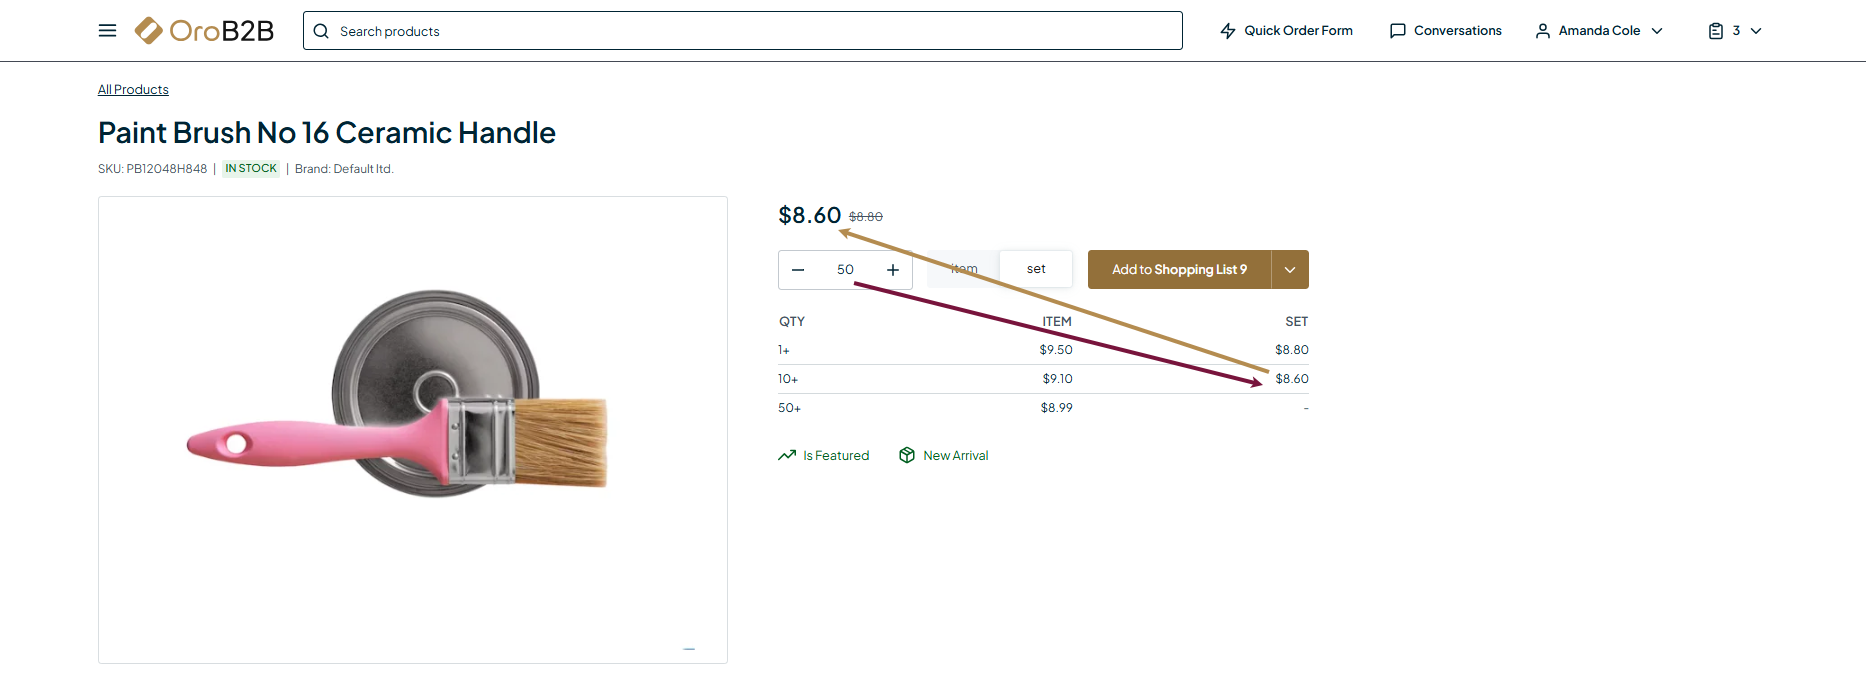 OroB2B Search products Quick Order Form Conversations Amanda Cole 3
All Products
Paint Brush No 16 Ceramic Handle
SKU: PB12048H848 | IN STOCK | Brand: Default ltd.
$8.60 $8.80
50 item set Add to Shopping List 9
QTY ITEM SET
1+ $9.50 $8.80
10+ $9.10 $8.60
50+ $8.99 -
Is Featured New Arrival